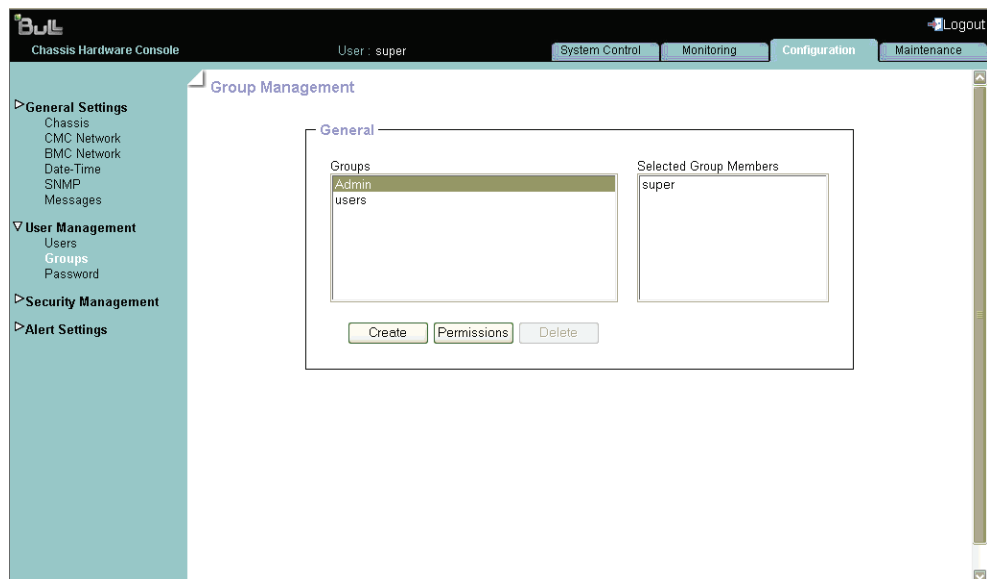 Bull
Logout
Chassis Hardware Console
User : super
System Control
Monitoring
Configuration
Maintenance
Group Management
General Settings
Chassis
CMC Network
BMC Network
Date-Time
SNMP
Messages
User Management
Users
Groups
Password
Security Management
Alert Settings
General
Groups
Admin
users
Selected Group Members
super
Create
Permissions
Delete